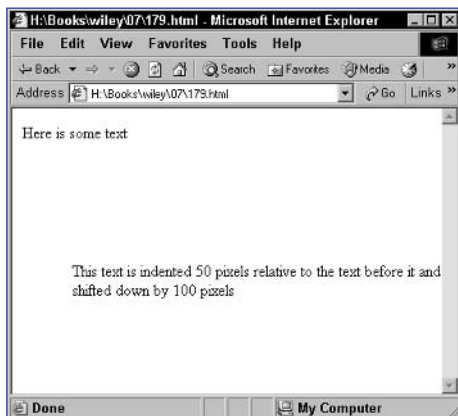 H:\Books\wiley\07\179.html - Microsoft Internet Explorer
File Edit View Favorites Tools Help
Back Search Favorites Media »
Address H:\Books\wiley\07\179.html Go Links »
Here is some text
This text is indented 50 pixels relative to the text before it and
shifted down by 100 pixels
Done My Computer